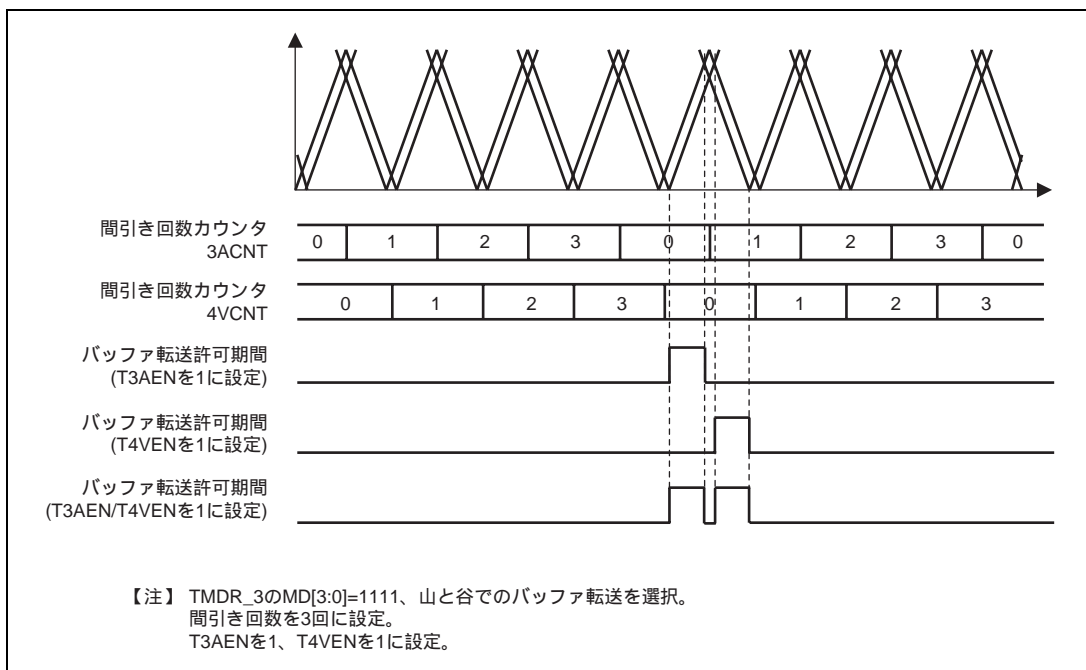 間引き回数カウンタ
3ACNT
0 1 2 3 0 1 2 3 0
間引き回数カウンタ
4VCNT
0 1 2 3 0 1 2 3
バッファ転送許可期間
(T3AENを1に設定)
バッファ転送許可期間
(T4VENを1に設定)
バッファ転送許可期間
(T3AEN/T4VENを1に設定)
【注】 TMDR_3のMD[3:0]=1111、山と谷でのバッファ転送を選択。
間引き回数を3回に設定。
T3AENを1、T4VENを1に設定。